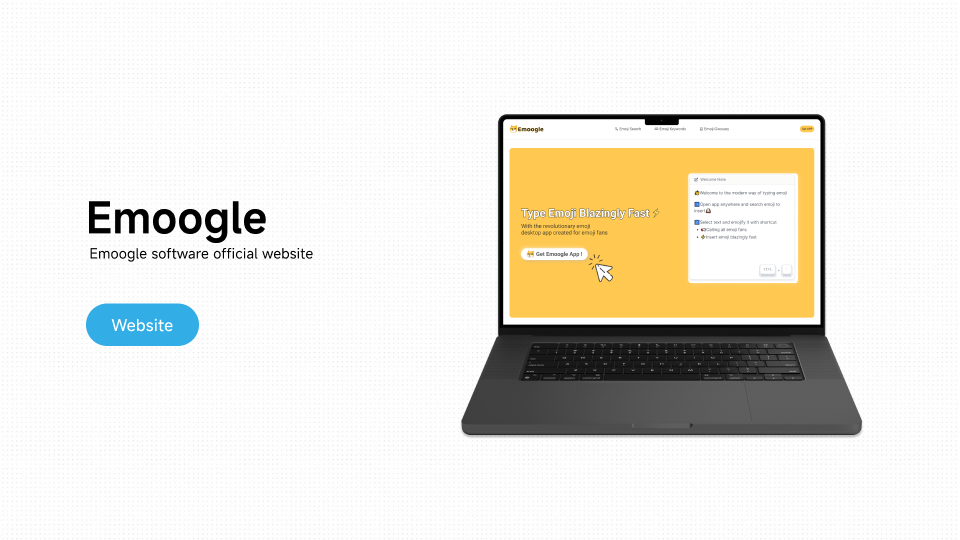 Emoogle
Emoogle software official website
Website
Emoogle
Emoji Search
Emoji Keywords
Emoji Glossary
Type Emoji Blazingly Fast ⚡
With the revolutionary emoji
desktop app created for emoji fans
Get Emoogle App !
Welcome Note
Welcome to the modern way of typing emoji
Open app anywhere and search emoji to
insert
Select text and emojify it with shortcut
• Calling all emoji fans
• Insert emoji blazingly fast